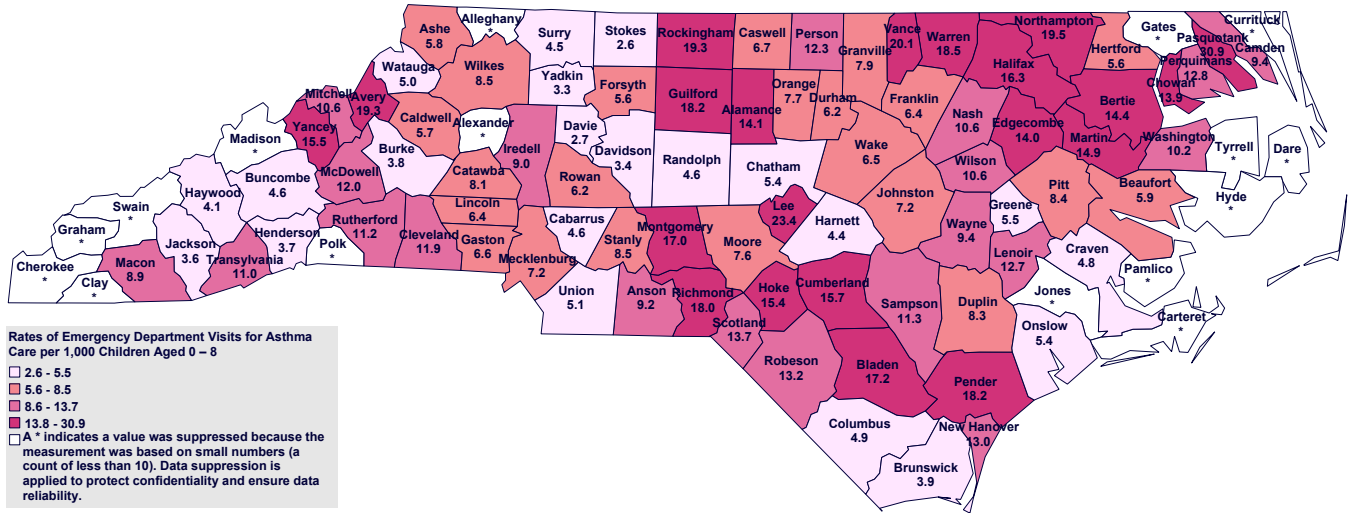 Alleghany
*
Ashe
5.8
Surry
4.5
Stokes
2.6
Rockingham
19.3
Caswell
6.7
Person
12.3
Granville
7.9
Vance
20.1
Warren
18.5
Northampton
19.5
Hertford
5.6
Gates
*
Currituck
*
Pasquotank
30.9
Camden
9.4
Perquimans
12.8
Chowan
13.9
Watauga
5.0
Wilkes
8.5
Yadkin
3.3
Forsyth
5.6
Guilford
18.2
Alamance
14.1
Orange
7.7
Durham
6.2
Franklin
6.4
Halifax
16.3
Bertie
14.4
Mitchell
10.6
Avery
19.3
Caldwell
5.7
Alexander
*
Iredell
9.0
Davie
2.7
Davidson
3.4
Randolph
4.6
Chatham
5.4
Wake
6.5
Nash
10.6
Edgecombe
14.0
Martin
14.9
Washington
10.2
Tyrrell
*
Dare
*
Madison
*
Yancey
15.5
Burke
3.8
McDowell
12.0
Buncombe
4.6
Haywood
4.1
Catawba
8.1
Rowan
6.2
Wilson
10.6
Johnston
7.2
Pitt
8.4
Beaufort
5.9
Hyde
*
Swain
*
Graham
*
Cherokee
*
Clay
*
Macon
8.9
Jackson
3.6
Transylvania
11.0
Henderson
3.7
Polk
*
Rutherford
11.2
Cleveland
11.9
Lincoln
6.4
Gaston
6.6
Mecklenburg
7.2
Cabarrus
4.6
Stanly
8.5
Montgomery
17.0
Moore
7.6
Lee
23.4
Harnett
4.4
Wayne
9.4
Greene
5.5
Lenoir
12.7
Craven
4.8
Pamlico
*
Jones
*
Carteret
*
Union
5.1
Anson
9.2
Richmond
18.0
Scotland
13.7
Hoke
15.4
Cumberland
15.7
Sampson
11.3
Duplin
8.3
Onslow
5.4
Robeson
13.2
Bladen
17.2
Pender
18.2
Columbus
4.9
New Hanover
13.0
Brunswick
3.9
Rates of Emergency Department Visits for Asthma
Care per 1,000 Children Aged 0 – 8
2.6 - 5.5
5.6 - 8.5
8.6 - 13.7
13.8 - 30.9
A * indicates a value was suppressed because the
measurement was based on small numbers (a
count of less than 10). Data suppression is
applied to protect confidentiality and ensure data
reliability.